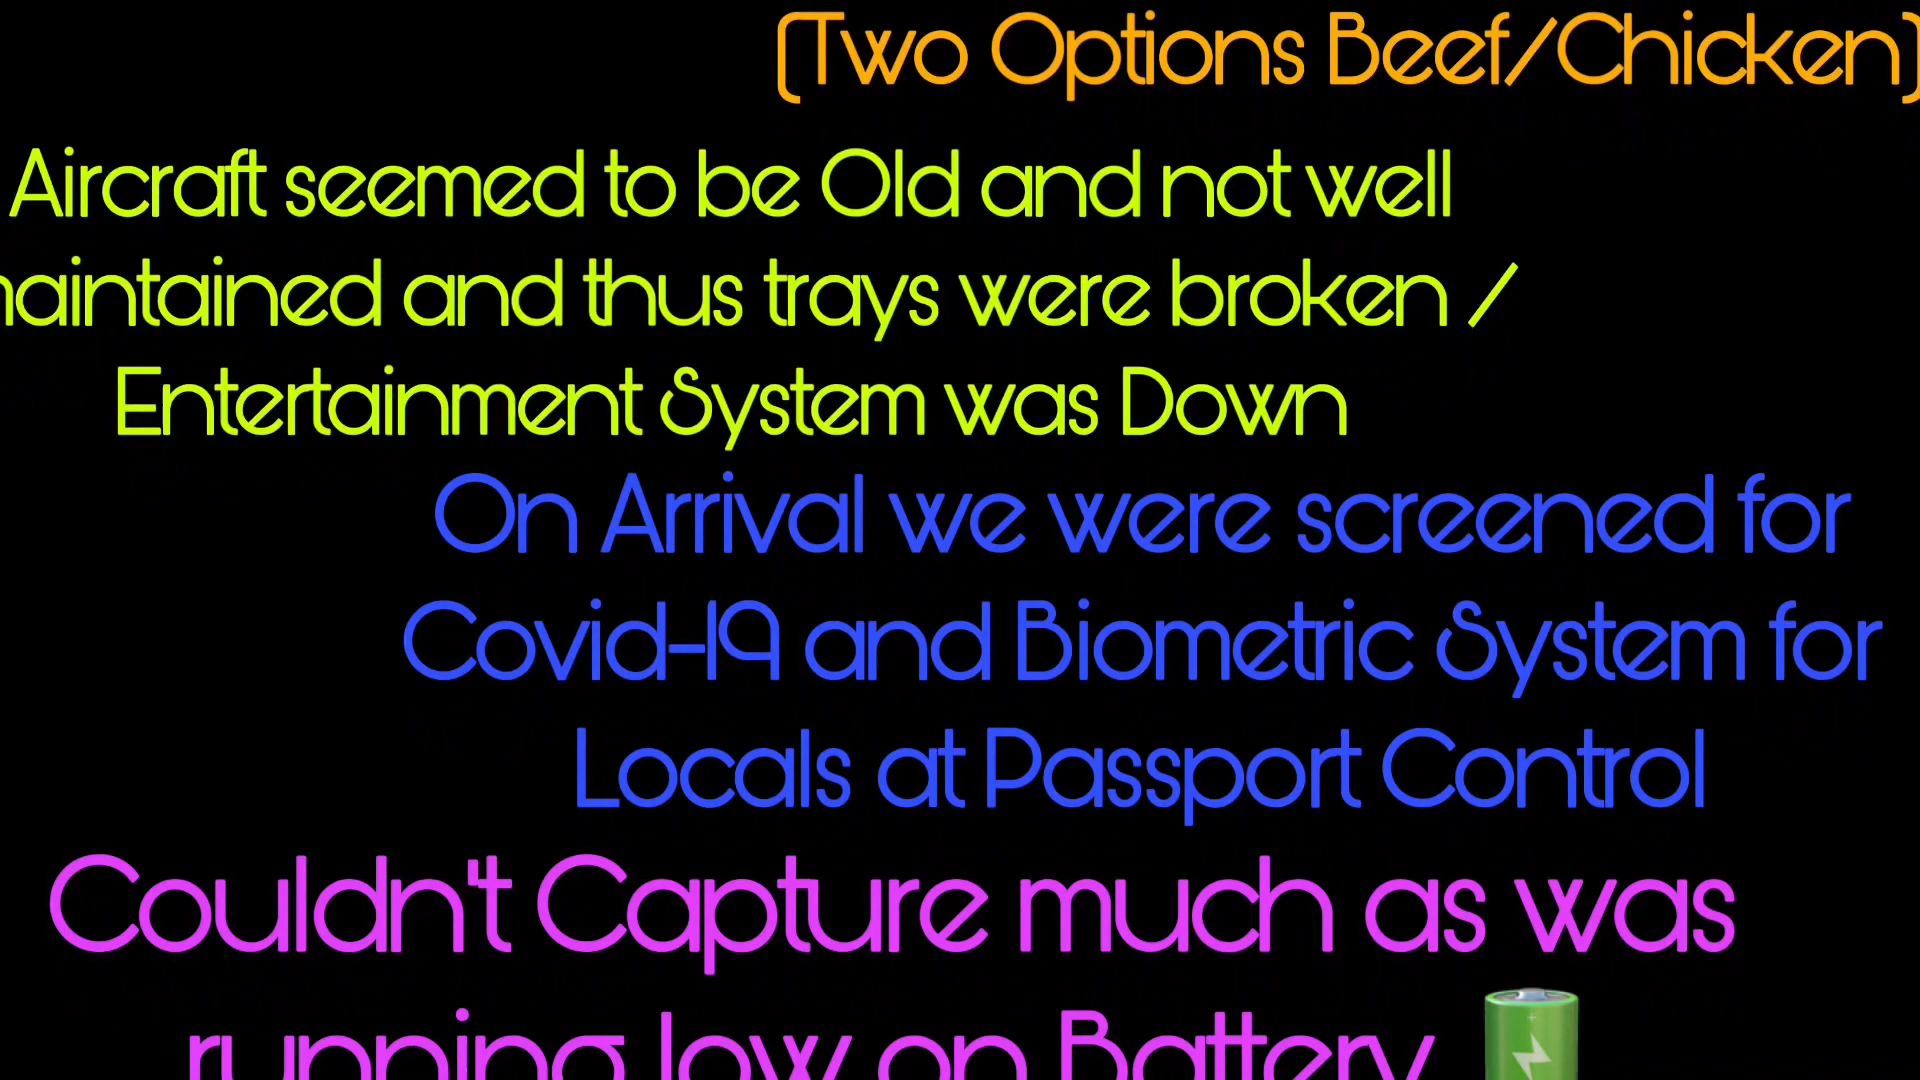 (Two Options Beef/Chicken)
Aircraft seemed to be Old and not well
maintained and thus trays were broken /
Entertainment System was Down
On Arrival we were screened for
Covid-19 and Biometric System for
Locals at Passport Control
Couldn't Capture much as was
running low on Battery